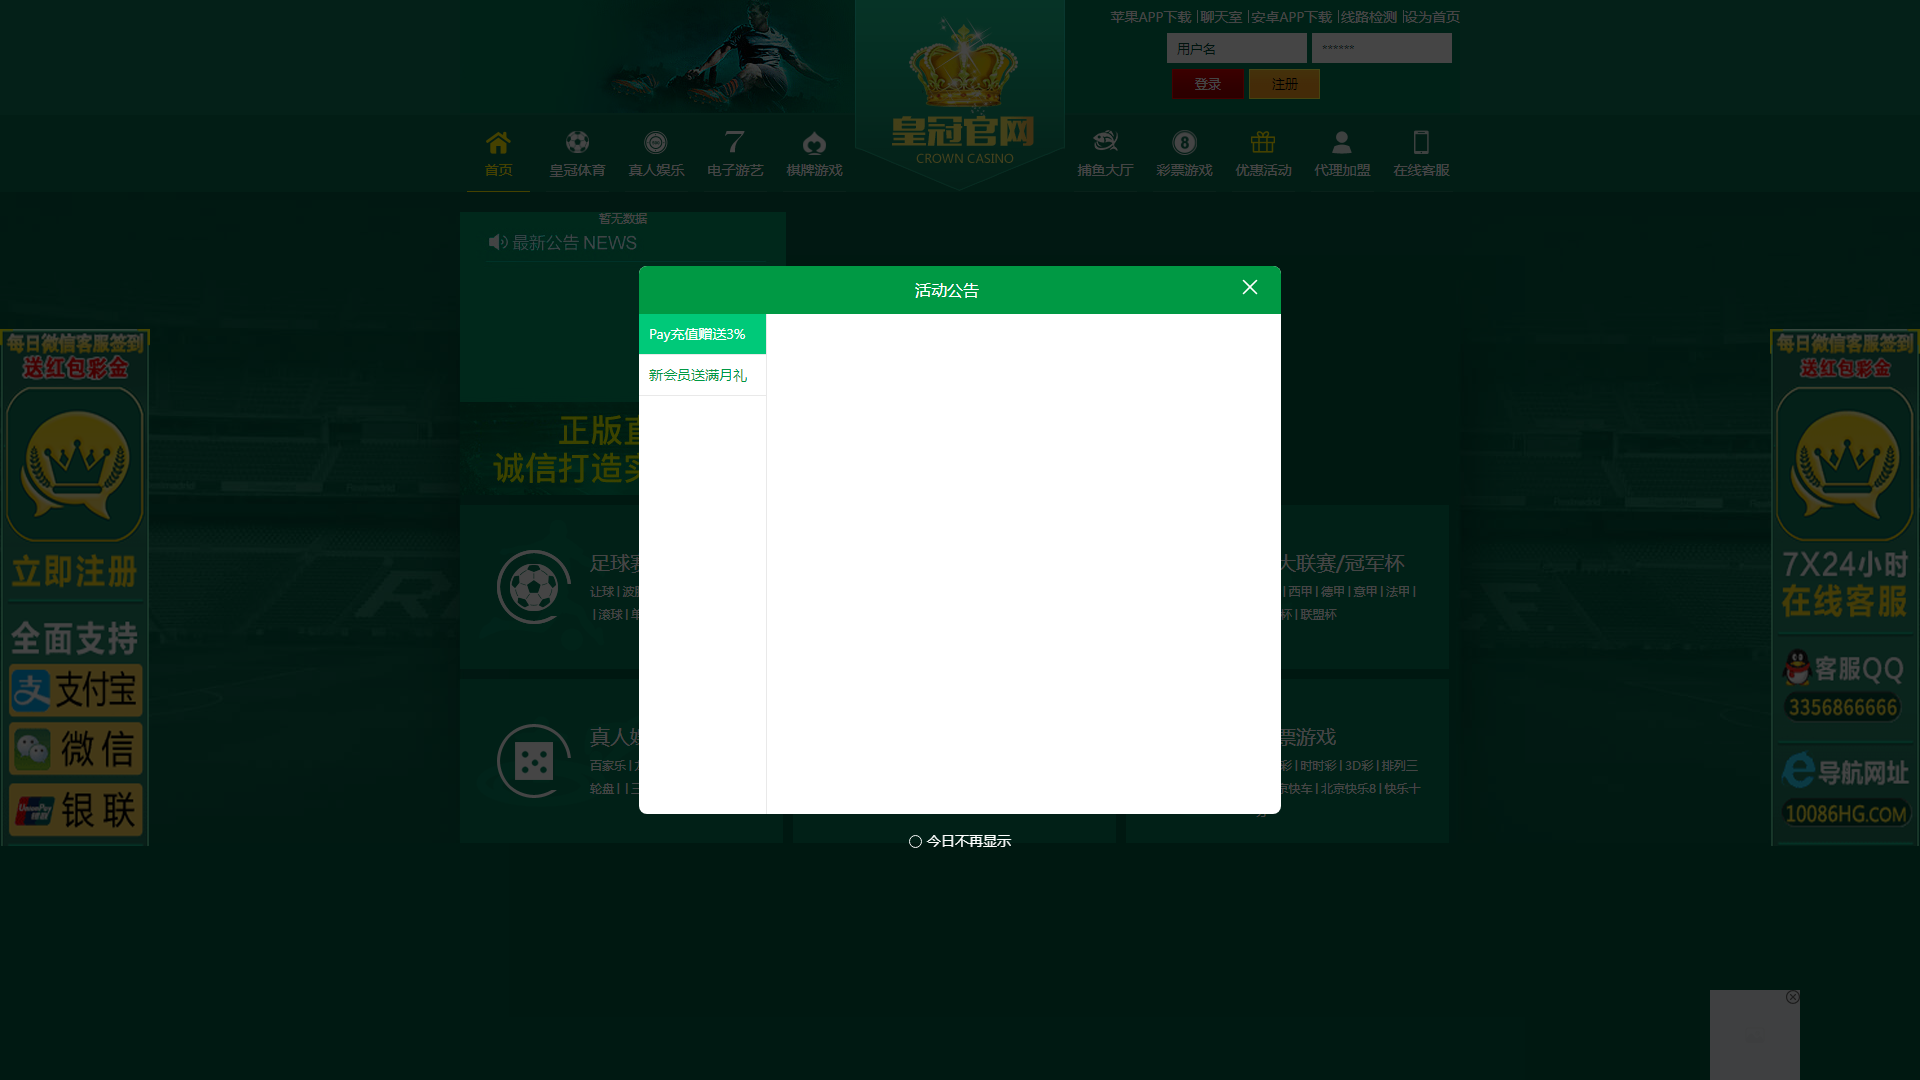 苹果APP下载 |聊天室 |安卓APP下载 |线路检测 |设为首页
用户名
******
登录
注册
皇冠官网
CROWN CASINO
首页
皇冠体育
真人娱乐
电子游艺
棋牌游戏
捕鱼大厅
彩票游戏
优惠活动
代理加盟
在线客服
暂无数据
最新公告 NEWS
活动公告
Pay充值赠送3%
新会员送满月礼
今日不再显示
正版直
诚信打造实
足球赛
让球 | 波胆
| 滚球 | 单
大联赛/冠军杯
| 西甲 | 德甲 | 意甲 | 法甲 |
杯 | 联盟杯
真人娱
百家乐 | 龙
轮盘 | | 三
票游戏
彩 | 时时彩 | 3D彩 | 排列三
京快车 | 北京快乐8 | 快乐十
分
每日微信客服签到
送红包彩金
立即注册
全面支持
支付宝
微信
UnionPay
银联
银联
每日微信客服签到
送红包彩金
7X24小时
在线客服
客服QQ
3356866666
导航网址
10086HG.COM